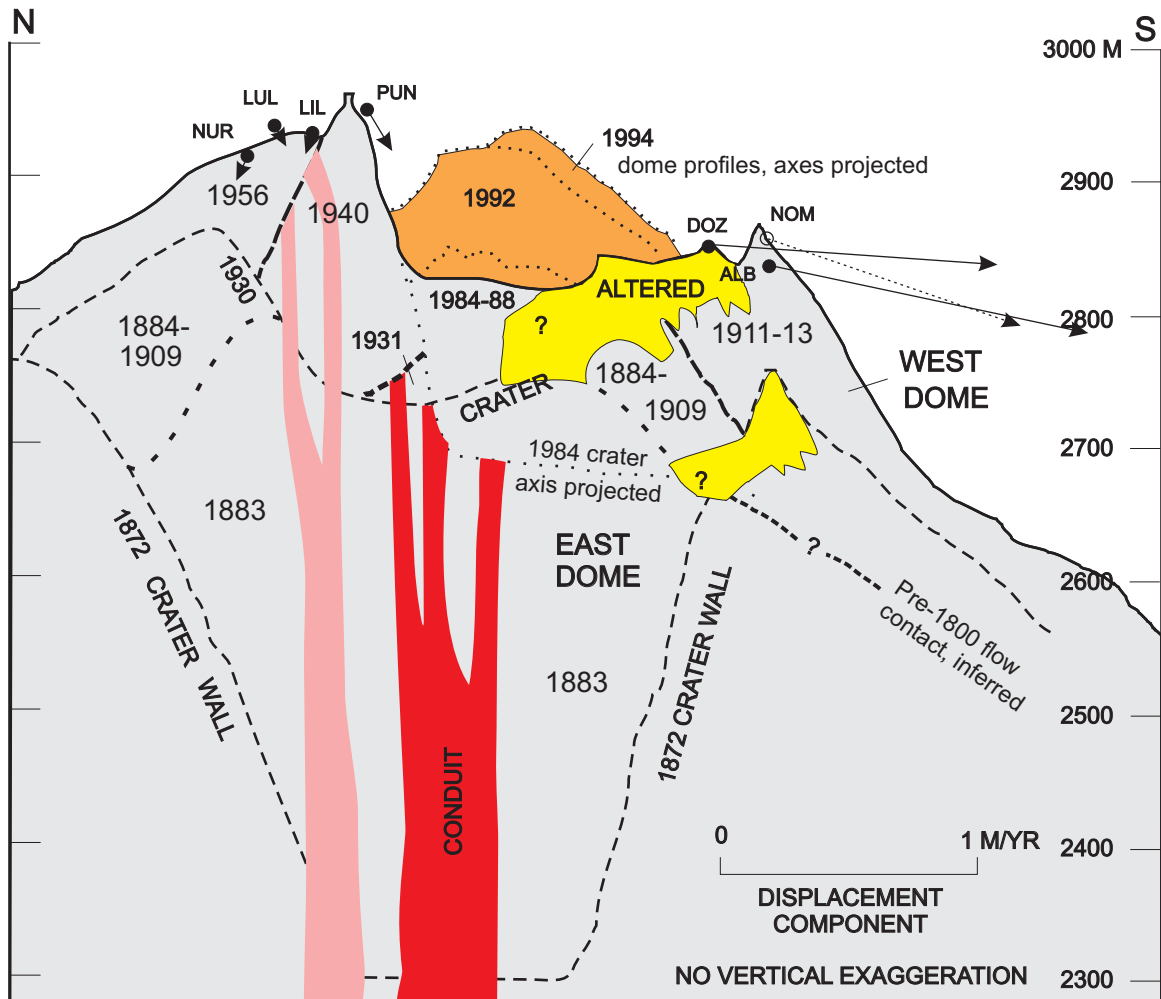 N
S
3000 M
PUN
LUL
LIL
NUR
1994
dome profiles, axes projected
2900
1956
1992
1940
NOM
DOZ
ALB
1930
ALTERED
1984-88
?
2800
1884-
1909
1931
1911-13
1884-
1909
WEST
DOME
CRATER
2700
1984 crater
axis projected
?
1883
1872 CRATER WALL
EAST
DOME
?
2600
Pre-1800 flow
contact, inferred
1883
1872 CRATER WALL
2500
CONDUIT
0
1 M/YR
2400
DISPLACEMENT
COMPONENT
NO VERTICAL EXAGGERATION
2300